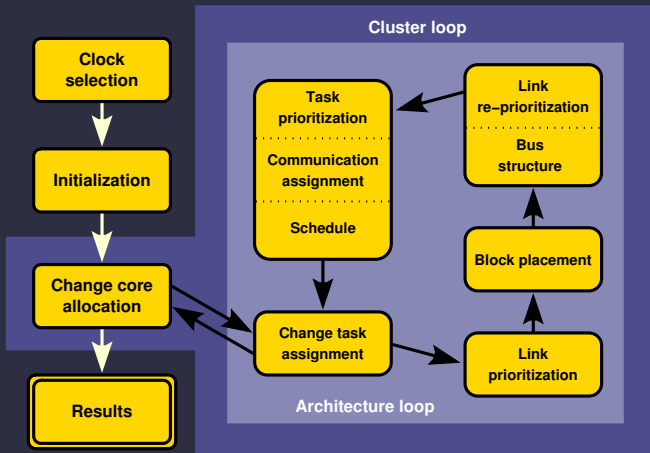 Cluster loop
Clock
selection
Initialization
Change core
allocation
Results
Task
prioritization
Communication
assignment
Schedule
Change task
assignment
Link
re−prioritization
Bus
structure
Block placement
Link
prioritization
Architecture loop